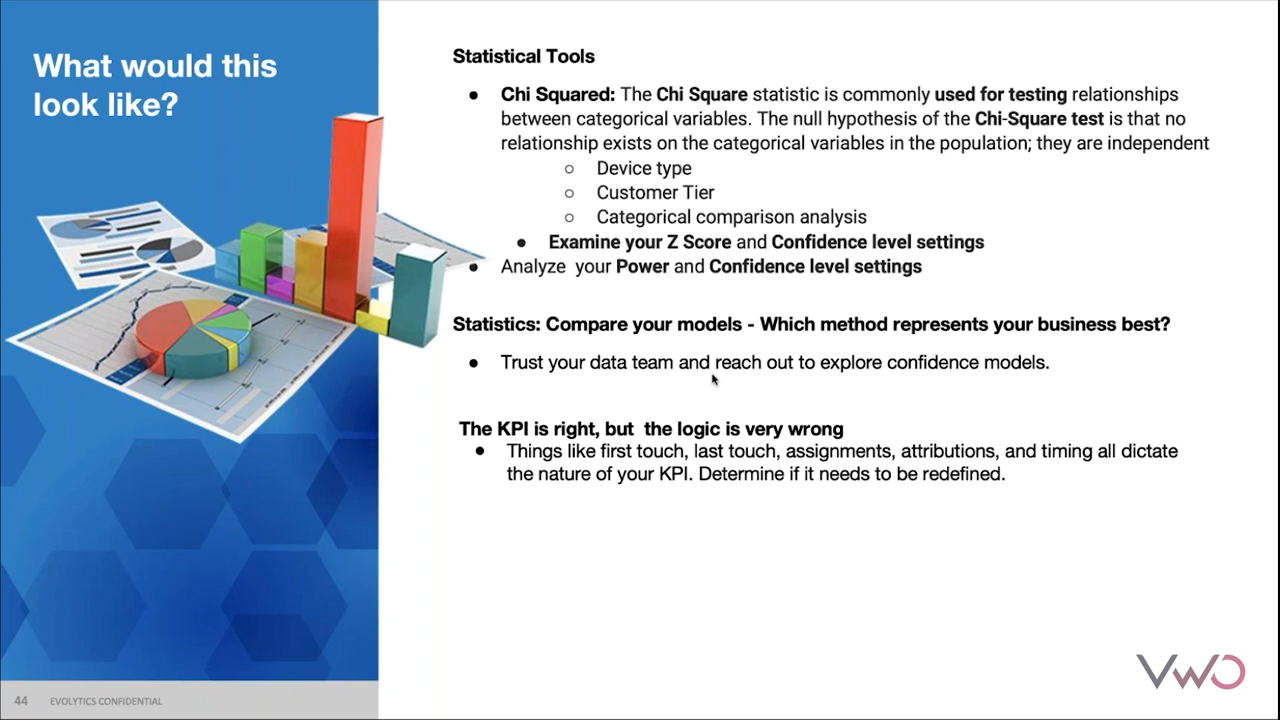 What would this
look like?
Statistical Tools
● Chi Squared: The Chi Square statistic is commonly used for testing relationships
between categorical variables. The null hypothesis of the Chi-Square test is that no
relationship exists on the categorical variables in the population; they are independent
○ Device type
○ Customer Tier
○ Categorical comparison analysis
● Examine your Z Score and Confidence level settings
● Analyze your Power and Confidence level settings
Statistics: Compare your models - Which method represents your business best?
● Trust your data team and reach out to explore confidence models.
The KPI is right, but the logic is very wrong
● Things like first touch, last touch, assignments, attributions, and timing all dictate
the nature of your KPI. Determine if it needs to be redefined.
44 EVOLYTICS CONFIDENTIAL
VWO